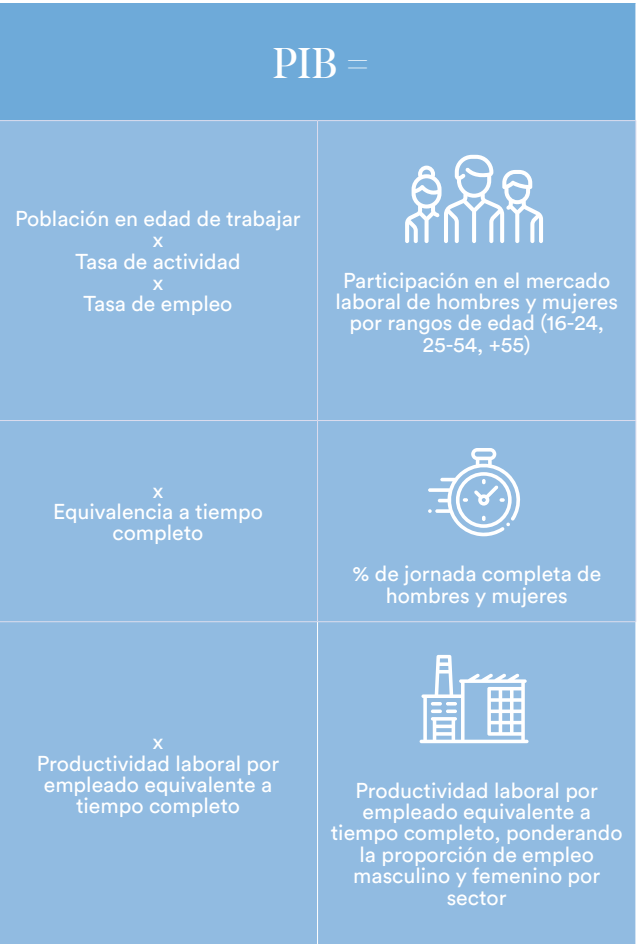 PIB =
Población en edad de trabajar
x
Tasa de actividad
x
Tasa de empleo
Participación en el mercado
laboral de hombres y mujeres
por rangos de edad (16-24,
25-54, +55)
x
Equivalencia a tiempo
completo
% de jornada completa de
hombres y mujeres
x
Productividad laboral por
empleado equivalente a
tiempo completo
Productividad laboral por
empleado equivalente a
tiempo completo, ponderando
la proporción de empleo
masculino y femenino por
sector